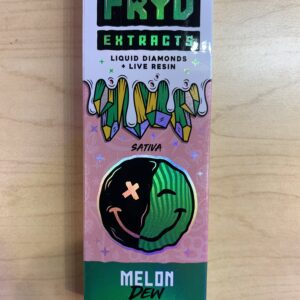 FRYD
EXTRACTS
LIQUID DIAMONDS
+ LIVE RESIN
SATIVA
MELON
DEW